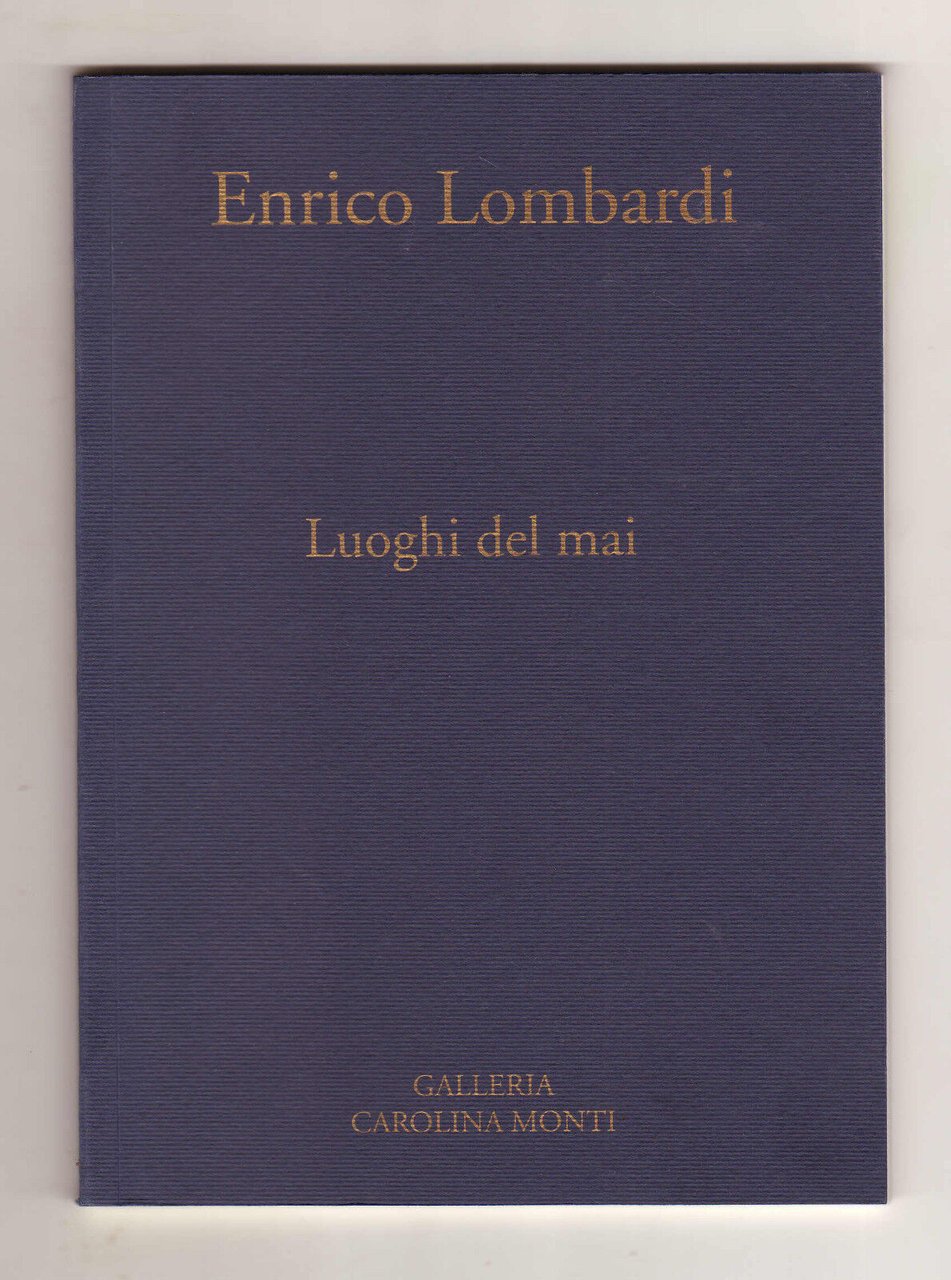 Enrico Lombardi
Luoghi del mai
GALLERIA
CAROLINA MONTI